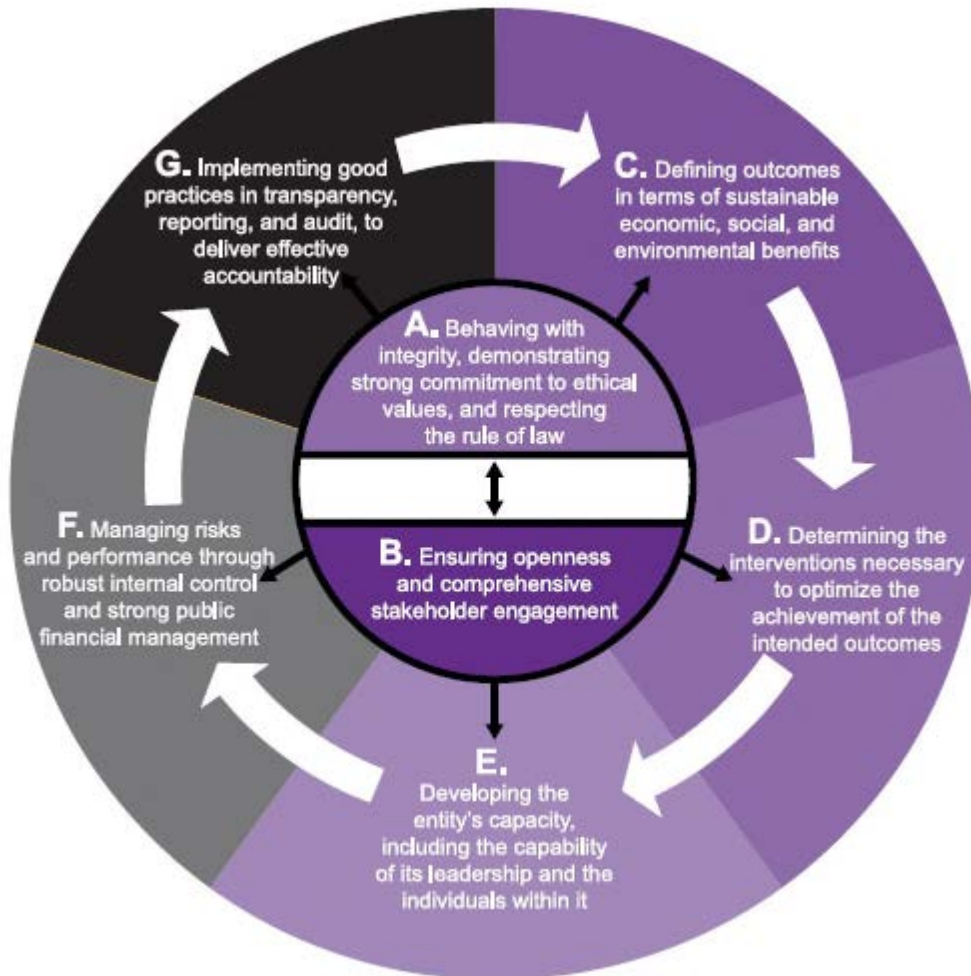 G. Implementing good
practices in transparency,
reporting, and audit, to
deliver effective
accountability
C. Defining outcomes
in terms of sustainable
economic, social, and
environmental benefits
A. Behaving with
integrity, demonstrating
strong commitment to ethical
values, and respecting
the rule of law
F. Managing risks
and performance through
robust internal control
and strong public
financial management
B. Ensuring openness
and comprehensive
stakeholder engagement
D. Determining the
interventions necessary
to optimize the
achievement of the
intended outcomes
E.
Developing the
entity's capacity,
including the capability
of its leadership and the
individuals within it